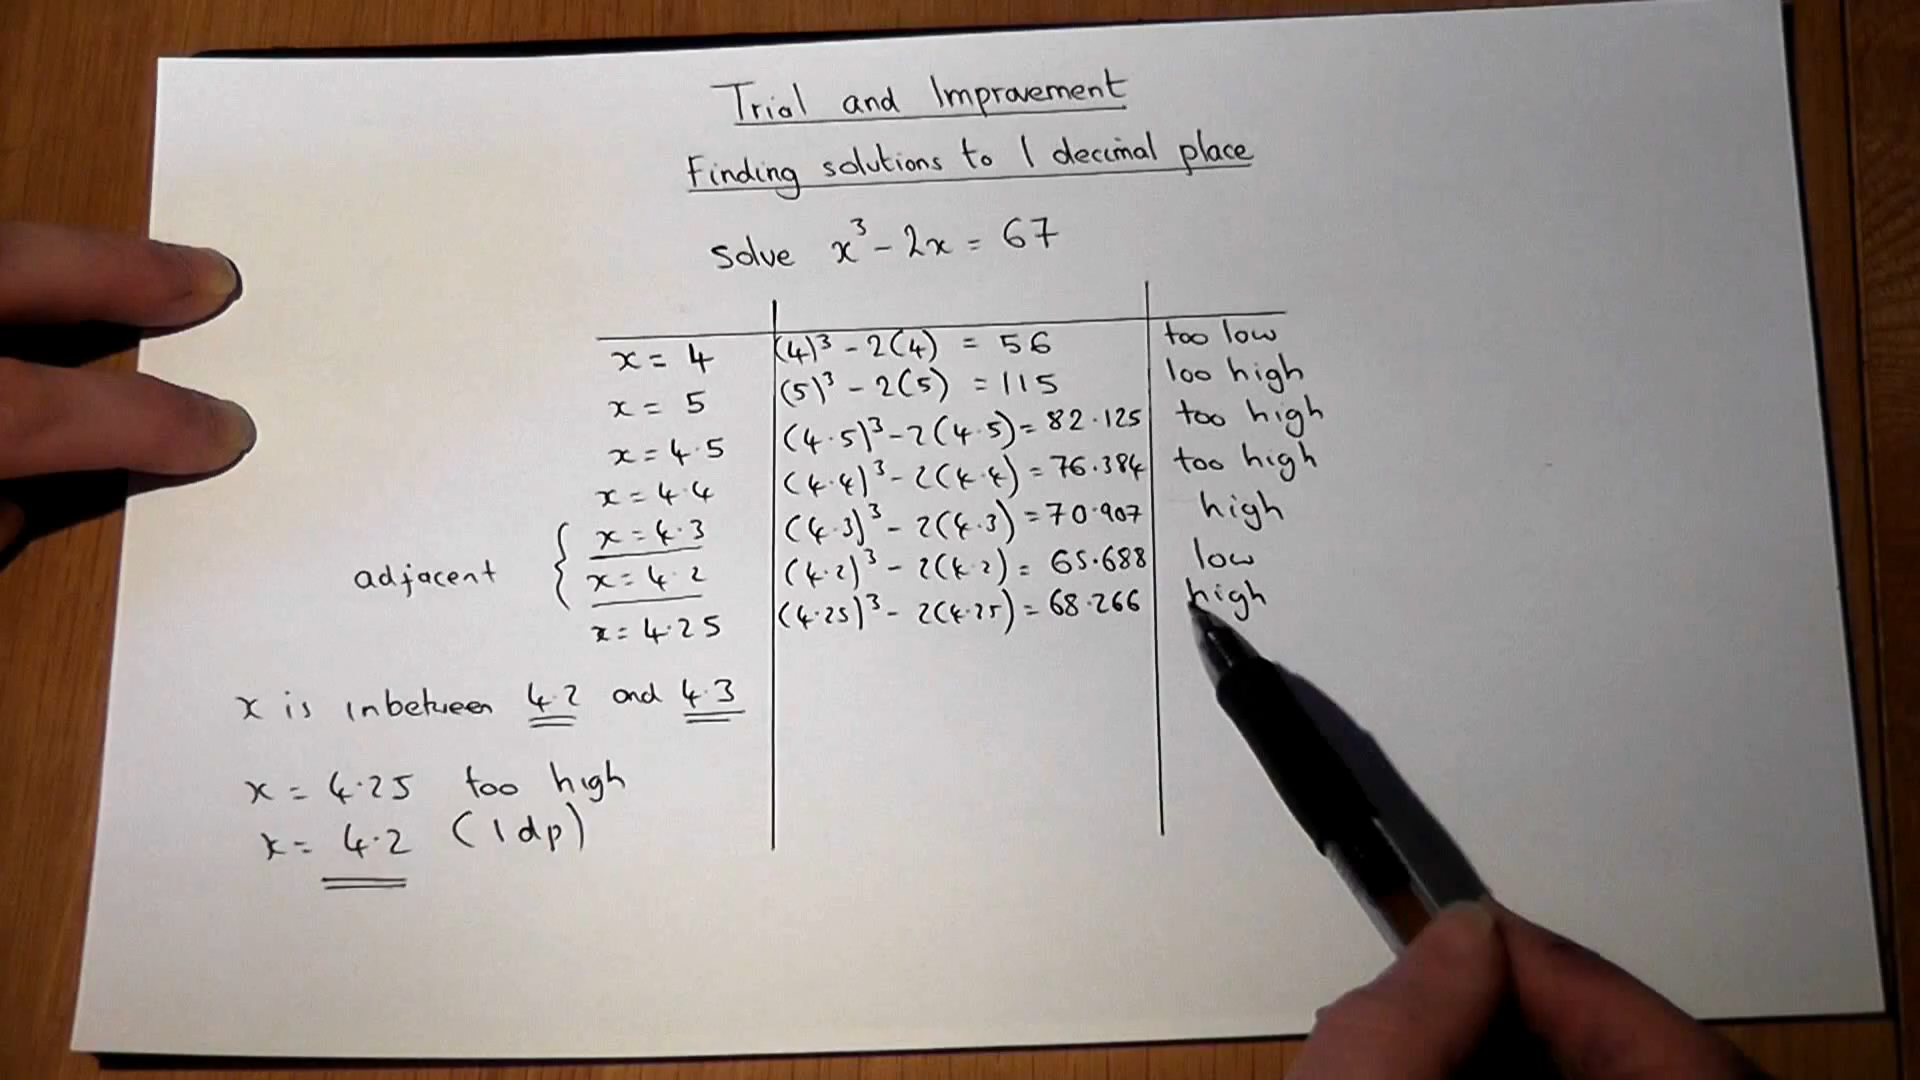 Trial and Improvement
Finding solutions to 1 decimal place
Solve x³ - 2x = 67
x = 4 (4)³ - 2(4) = 56 too low
x = 5 (5)³ - 2(5) = 115 too high
x = 4.5 (4.5)³ - 2(4.5) = 82.125 too high
x = 4.4 (4.4)³ - 2(4.4) = 76.384 too high
x = 4.3 (4.3)³ - 2(4.3) = 70.907 high
adjacent { x = 4.2 (4.2)³ - 2(4.2) = 65.688 low
x = 4.25 (4.25)³ - 2(4.25) = 68.266 high
x is inbetween 4.2 and 4.3
x = 4.25 too high
x = 4.2 (1dp)